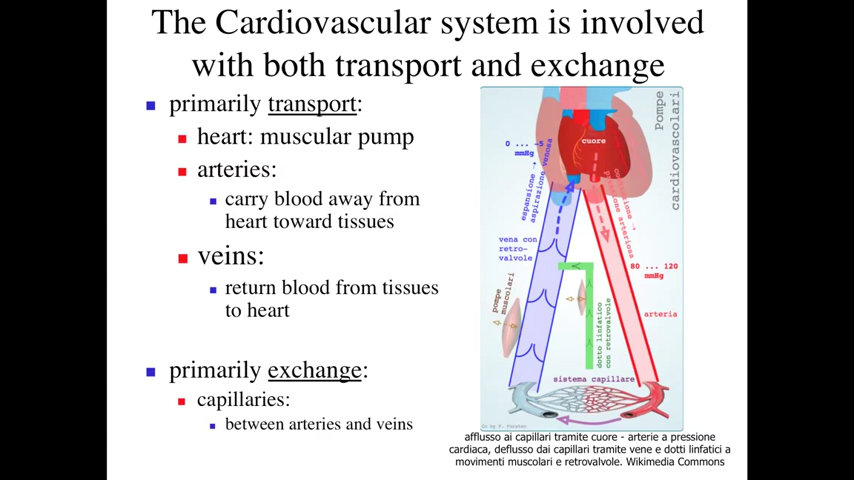 The Cardiovascular system is involved
with both transport and exchange
primarily transport:
heart: muscular pump
arteries:
carry blood away from
heart toward tissues
veins:
return blood from tissues
to heart
primarily exchange:
capillaries:
between arteries and veins
Pompe
cardiovascolari
cuore
0 ... -5
mmHg
espansione →
aspirazione venosa
vena con
retro-
valvole
pompe
muscolari
80 ... 120
mmHg
arteria
dotto linfatico
con retrovalvole
sistema capillare
afflusso ai capillari tramite cuore - arterie a pressione
cardiaca, deflusso dai capillari tramite vene e dotti linfatici a
movimenti muscolari e retrovalvole. Wikimedia Commons